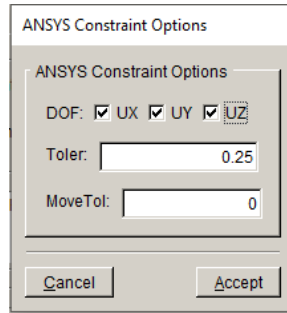 ANSYS Constraint Options
ANSYS Constraint Options
DOF: UX UY UZ
Toler: 0.25
MoveTol: 0
Cancel Accept